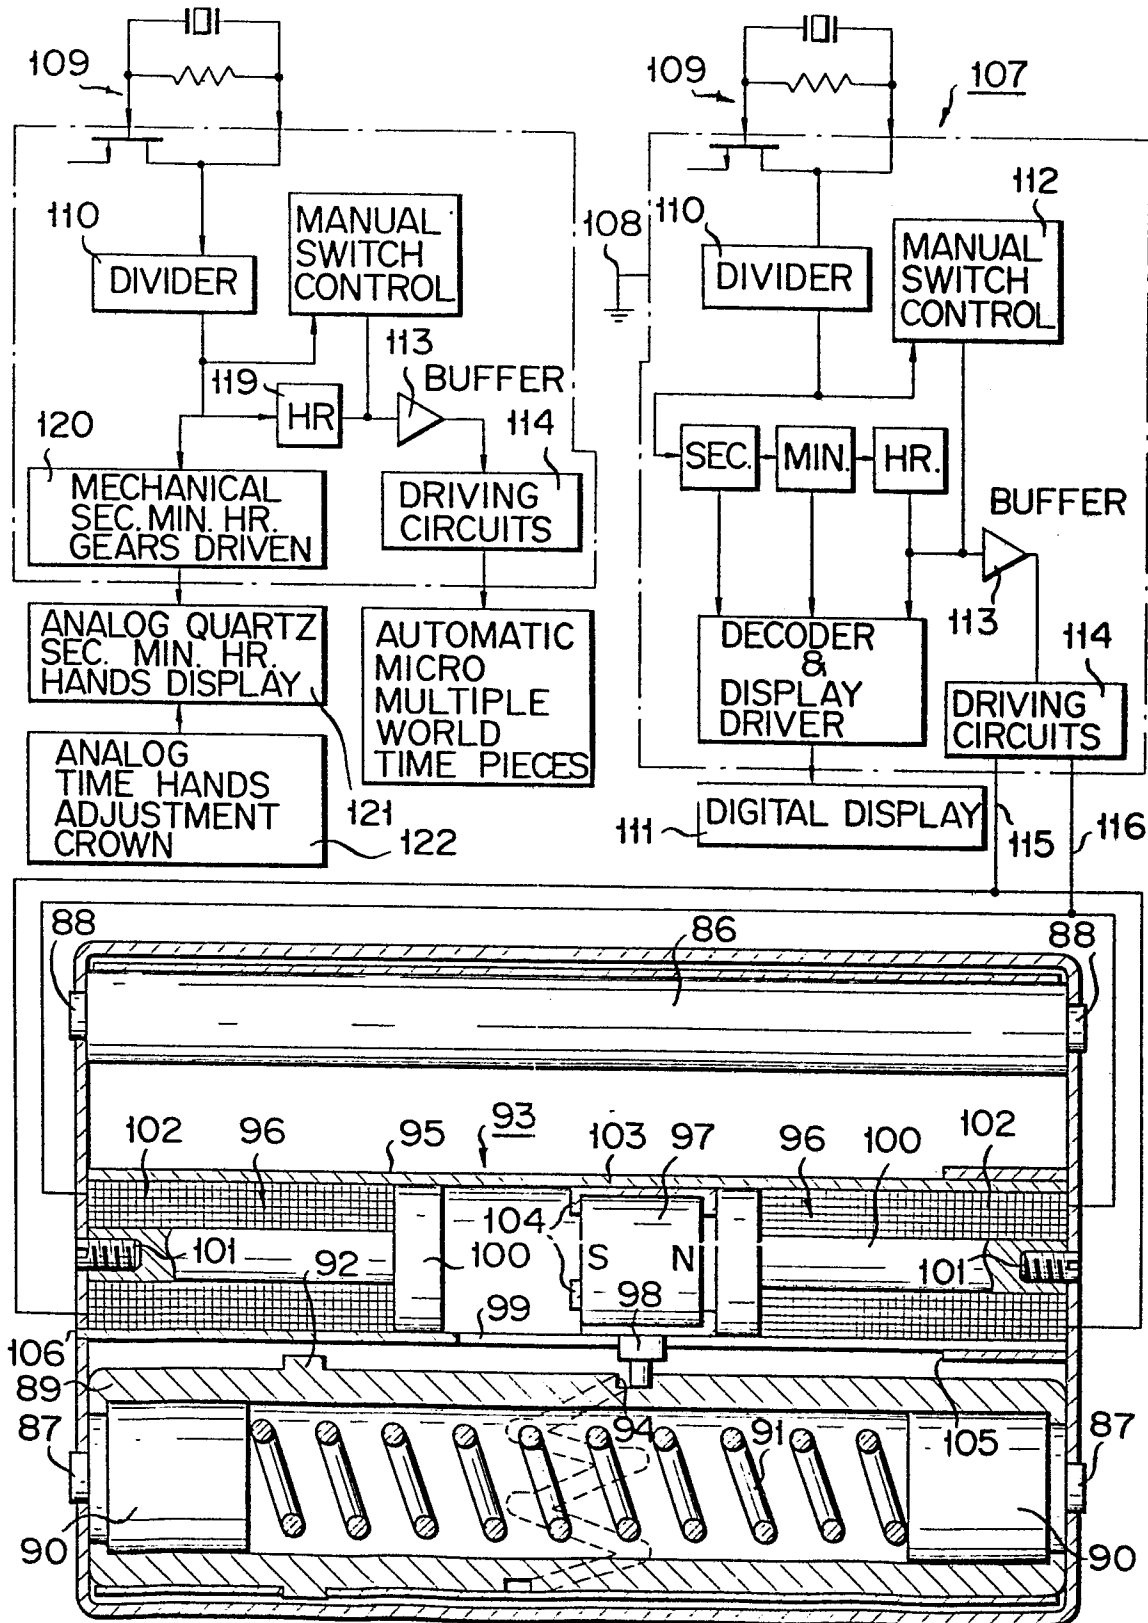 109
110
DIVIDER
MANUAL
SWITCH
CONTROL
113
119
HR
BUFFER
120
MECHANICAL
SEC. MIN. HR.
GEARS DRIVEN
114
DRIVING
CIRCUITS
ANALOG QUARTZ
SEC. MIN. HR.
HANDS DISPLAY
AUTOMATIC
MICRO
MULTIPLE
WORLD
TIME PIECES
ANALOG
TIME HANDS
ADJUSTMENT
CROWN
121
122
109
107
108
110
DIVIDER
112
MANUAL
SWITCH
CONTROL
SEC.
MIN.
HR.
BUFFER
113
DECODER
&
DISPLAY
DRIVER
114
DRIVING
CIRCUITS
DIGITAL DISPLAY
111
115
116
88
86
88
102
96
95
93
103
97
96
100
102
104
101
92
100
S
N
98
101
99
106
89
87
94
91
105
87
90
90